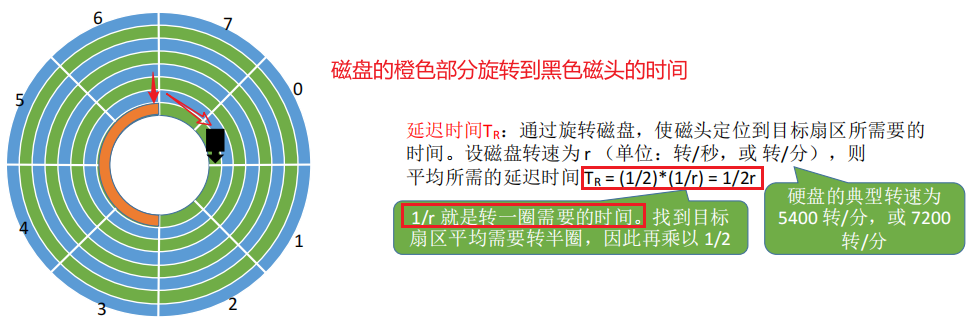 6
7
5
0
4
1
3
2
磁盘的橙色部分旋转到黑色磁头的时间
延迟时间TR：通过旋转磁盘，使磁头定位到目标扇区所需要的
时间。设磁盘转速为 r （单位：转/秒，或 转/分），则
平均所需的延迟时间 TR = (1/2)*(1/r) = 1/2r
1/r 就是转一圈需要的时间。找到目标
扇区平均需要转半圈，因此再乘以 1/2
硬盘的典型转速为
5400 转/分，或 7200
转/分